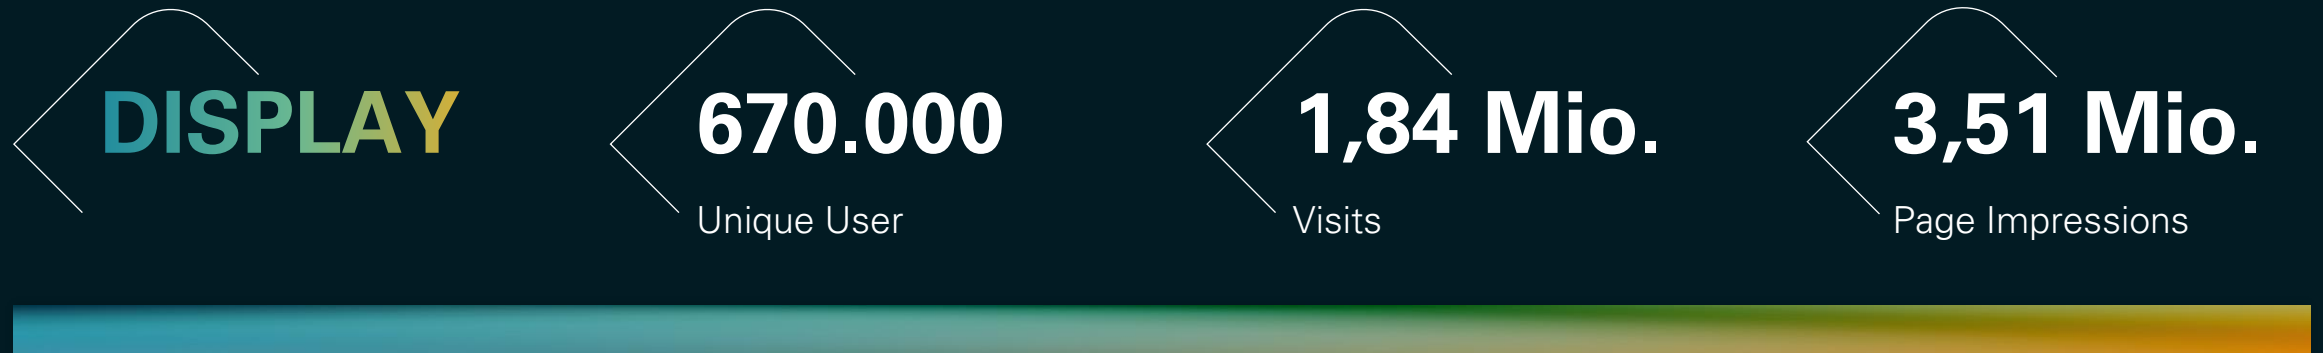 DISPLAY
670.000
Unique User
1,84 Mio.
Visits
3,51 Mio.
Page Impressions